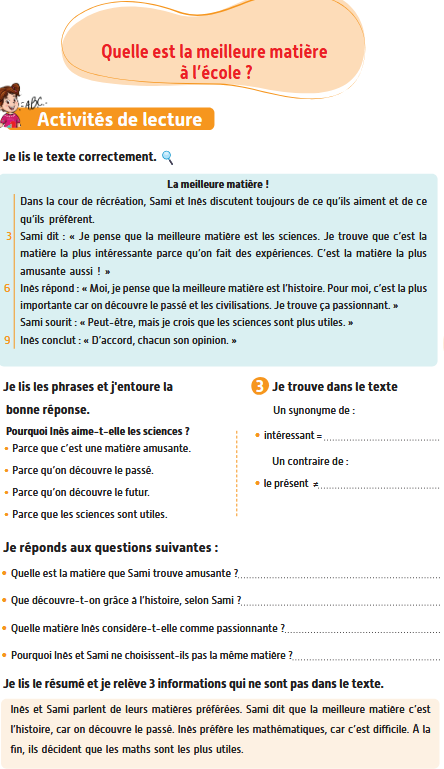 Quelle est la meilleure matière
à l'école ?
ABC
Activités de lecture
Je lis le texte correctement.
La meilleure matière !
Dans la cour de récréation, Sami et Inès discutent toujours de ce qu'ils aiment et de ce
qu'ils préfèrent.
3 Sami dit : « Je pense que la meilleure matière est les sciences. Je trouve que c'est la
matière la plus intéressante parce qu'on fait des expériences. C'est la matière la plus
amusante aussi ! »
6 Inès répond : « Moi, je pense que la meilleure matière est l'histoire. Pour moi, c'est la plus
importante car on découvre le passé et les civilisations. Je trouve ça passionnant. »
Sami sourit : « Peut-être, mais je crois que les sciences sont plus utiles. »
9 Inès conclut : « D'accord, chacun son opinion. »
Je lis les phrases et j'entoure la
bonne réponse.
Pourquoi Inès aime-t-elle les sciences ?
• Parce que c'est une matière amusante.
• Parce qu'on découvre le passé.
• Parce qu'on découvre le futur.
• Parce que les sciences sont utiles.
3 Je trouve dans le texte
Un synonyme de :
• intéressant =
Un contraire de :
• le présent ≠
Je réponds aux questions suivantes :
• Quelle est la matière que Sami trouve amusante ?
• Que découvre-t-on grâce à l'histoire, selon Sami ?
• Quelle matière Inès considère-t-elle comme passionnante ?
• Pourquoi Inès et Sami ne choisissent-ils pas la même matière ?
Je lis le résumé et je relève 3 informations qui ne sont pas dans le texte.
Inès et Sami parlent de leurs matières préférées. Sami dit que la meilleure matière c'est
l'histoire, car on découvre le passé. Inès préfère les mathématiques, car c'est difficile. À la
fin, ils décident que les maths sont les plus utiles.